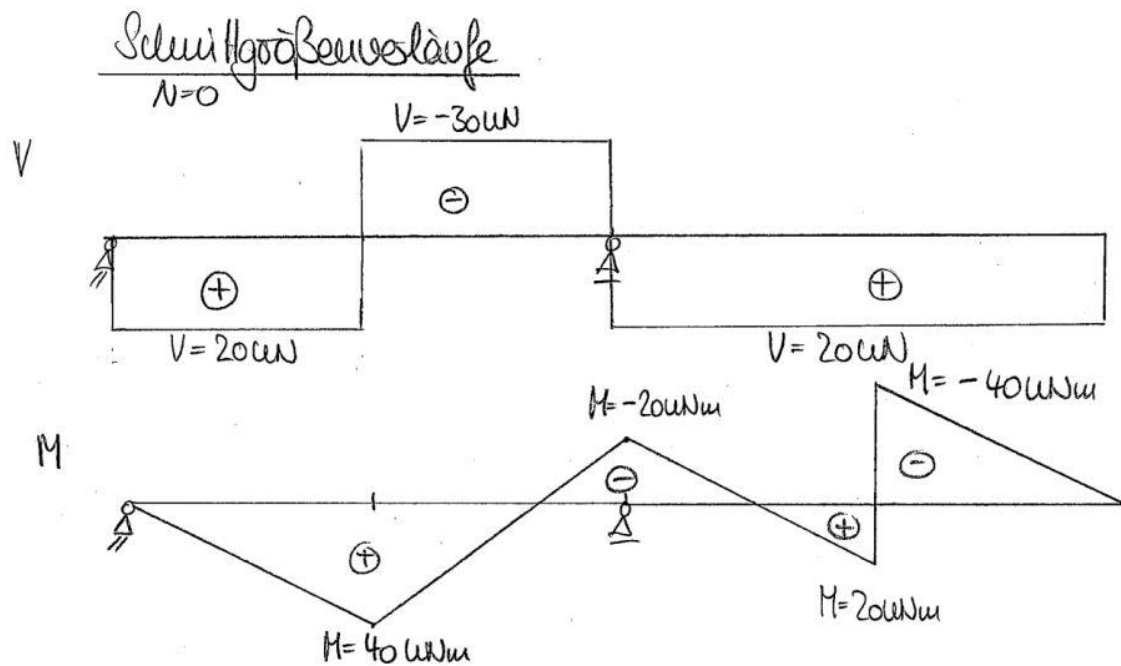 Schnittgrößenverläufe
N=0
V=-30kN
V
⊖
⊕
⊕
V=20kN
V=20kN
M=-40kNm
M=-20kNm
M
⊖
⊖
⊕
⊕
M=20kNm
M=40kNm